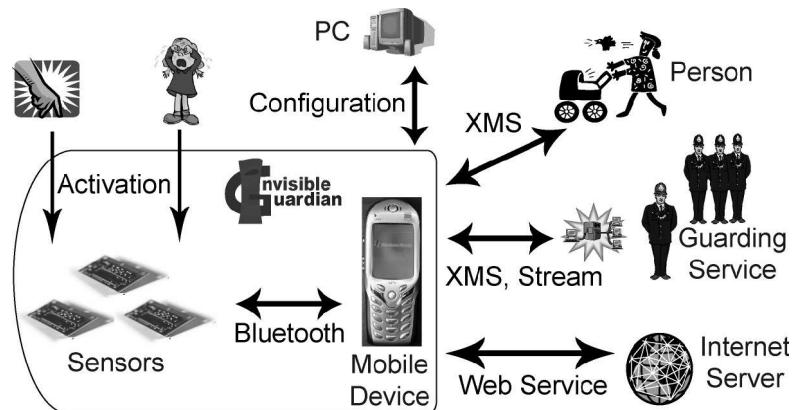 PC
Person
Configuration
XMS
Activation
Invisible
Guardian
Guarding
Service
XMS, Stream
Bluetooth
Sensors
Mobile
Device
Web Service
Internet
Server